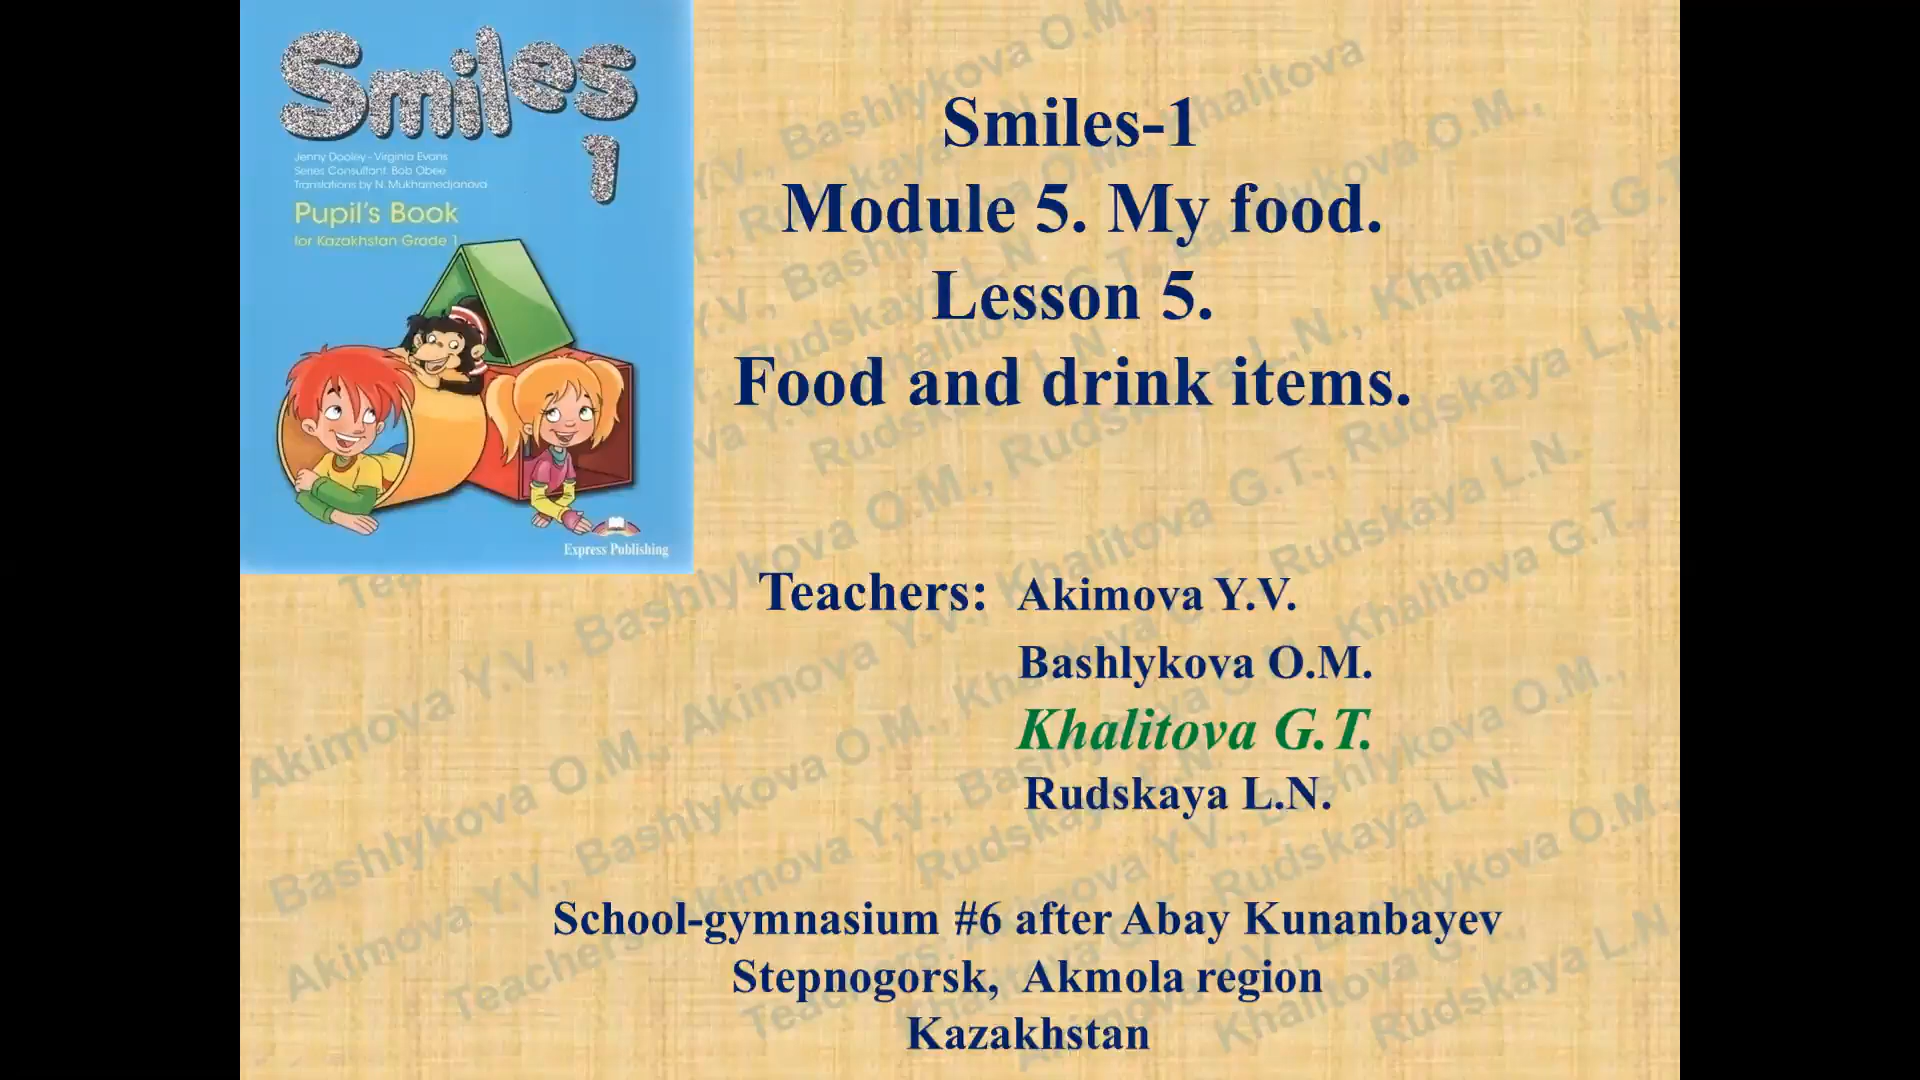 Smiles
1
Jenny Dooley - Virginia Evans
Series Consultant: Bob Obee
Translations by N. Mukhamedjanova
Pupil's Book
for Kazakhstan Grade 1
Express Publishing
Smiles-1
Module 5. My food.
Lesson 5.
Food and drink items.
Teachers: Akimova Y.V.
Bashlykova O.M.
Khalitova G.T.
Rudskaya L.N.
School-gymnasium #6 after Abay Kunanbayev
Stepnogorsk, Akmola region
Kazakhstan